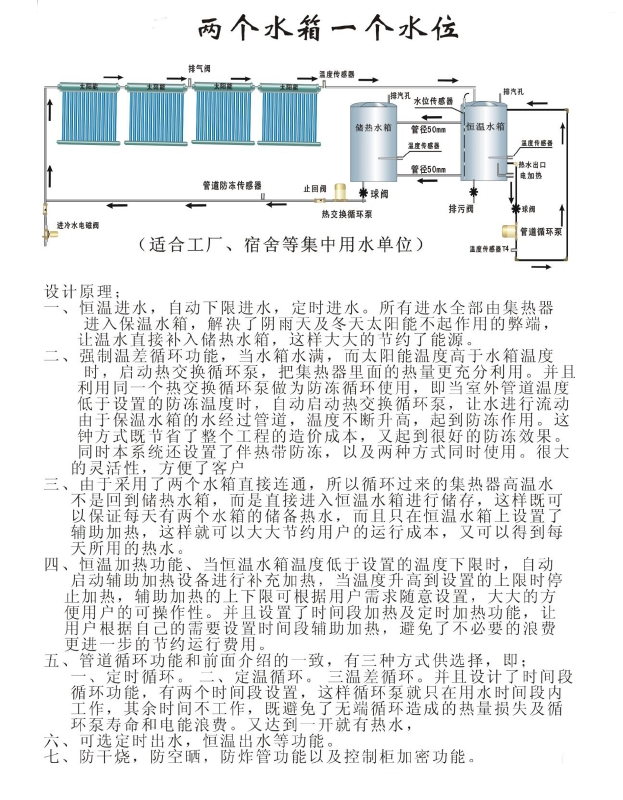 两个水箱一个水位
排气阀
太阳能
太阳能
太阳能
太阳能
温度传感器
排汽孔
水位传感器
排汽孔
储热水箱
管径50mm
恒温水箱
温度传感器
温度传感器
管径50mm
热水出口
电加热
管道防冻传感器
止回阀
球阀
热交换循环泵
排污阀
球阀
进冷水电磁阀
管道循环泵
温度传感器T4
(适合工厂、宿舍等集中用水单位)
设计原理;
一、恒温进水，自动下限进水，定时进水。所有进水全部由集热器
进入保温水箱，解决了阴雨天及冬天太阳能不起作用的弊端，
让温水直接补入储热水箱，这样大大的节约了能源。
二、强制温差循环功能，当水箱水满，而太阳能温度高于水箱温度
时，启动热交换循环泵，把集热器里面的热量更充分利用。并且
利用同一个热交换循环泵做为防冻循环使用，即当室外管道温度
低于设置的防冻温度时，自动启动热交换循环泵，让水进行流动
由于保温水箱的水经过管道，温度不断升高，起到防冻作用。这
钟方式既节省了整个工程的造价成本，又起到很好的防冻效果。
同时本系统还设置了伴热带防冻，以及两种方式同时使用。很大
的灵活性，方便了客户
三、由于采用了两个水箱直接连通，所以循环过来的集热器高温水
不是回到储热水箱，而是直接进入恒温水箱进行储存，这样既可
以保证每天有两个水箱的储备热水，而且只在恒温水箱上设置了
辅助加热，这样就可以大大节约用户的运行成本，又可以得到每
天所用的热水。
四、恒温加热功能、当恒温水箱温度低于设置的温度下限时，自动
启动辅助加热设备进行补充加热，当温度升高到设置的上限时停
止加热，辅助加热的上下限可根据用户需求随意设置，大大的方
便用户的可操作性。并且设置了时间段加热及定时加热功能，让
用户根据自己的需要设置时间段辅助加热，避免了不必要的浪费
更进一步的节约运行费用。
五、管道循环功能和前面介绍的一致，有三种方式供选择，即；
一、定时循环。 二、定温循环。 三温差循环。并且设计了时间段
循环功能，有两个时间段设置，这样循环泵就只在用水时间段内
工作，其余时间不工作，既避免了无端循环造成的热量损失及循
环泵寿命和电能浪费。又达到一开就有热水，
六、可选定时出水，恒温出水等功能。
七、防干烧，防空晒，防炸管功能以及控制柜加密功能。